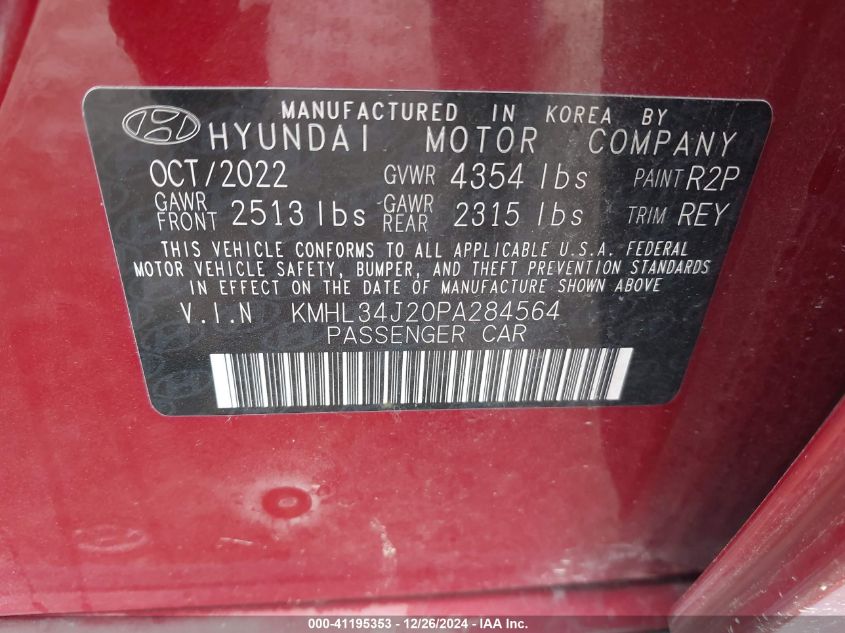 MANUFACTURED IN KOREA BY
HYUNDAI MOTOR COMPANY
OCT/2022 GVWR 4354 lbs PAINT R2P
GAWR FRONT 2513 lbs GAWR REAR 2315 lbs TRIM REY
THIS VEHICLE CONFORMS TO ALL APPLICABLE U.S.A. FEDERAL
MOTOR VEHICLE SAFETY, BUMPER, AND THEFT PREVENTION STANDARDS
IN EFFECT ON THE DATE OF MANUFACTURE SHOWN ABOVE
V.I.N KMHL34J20PA284564
PASSENGER CAR
000-41195353 - 12/26/2024 - IAA Inc.